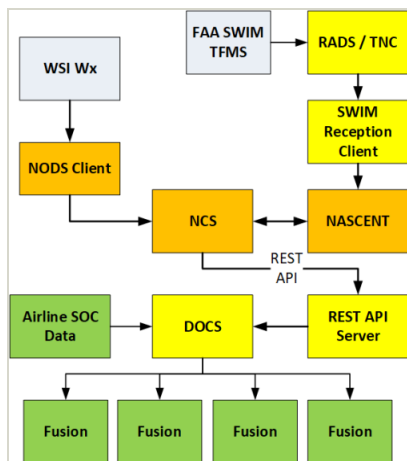 FAA SWIM
TFMS
RADS / TNC
WSI Wx
SWIM
Reception
Client
NODS Client
NCS
NASCENT
REST
API
Airline SOC
Data
DOCS
REST API
Server
Fusion
Fusion
Fusion
Fusion